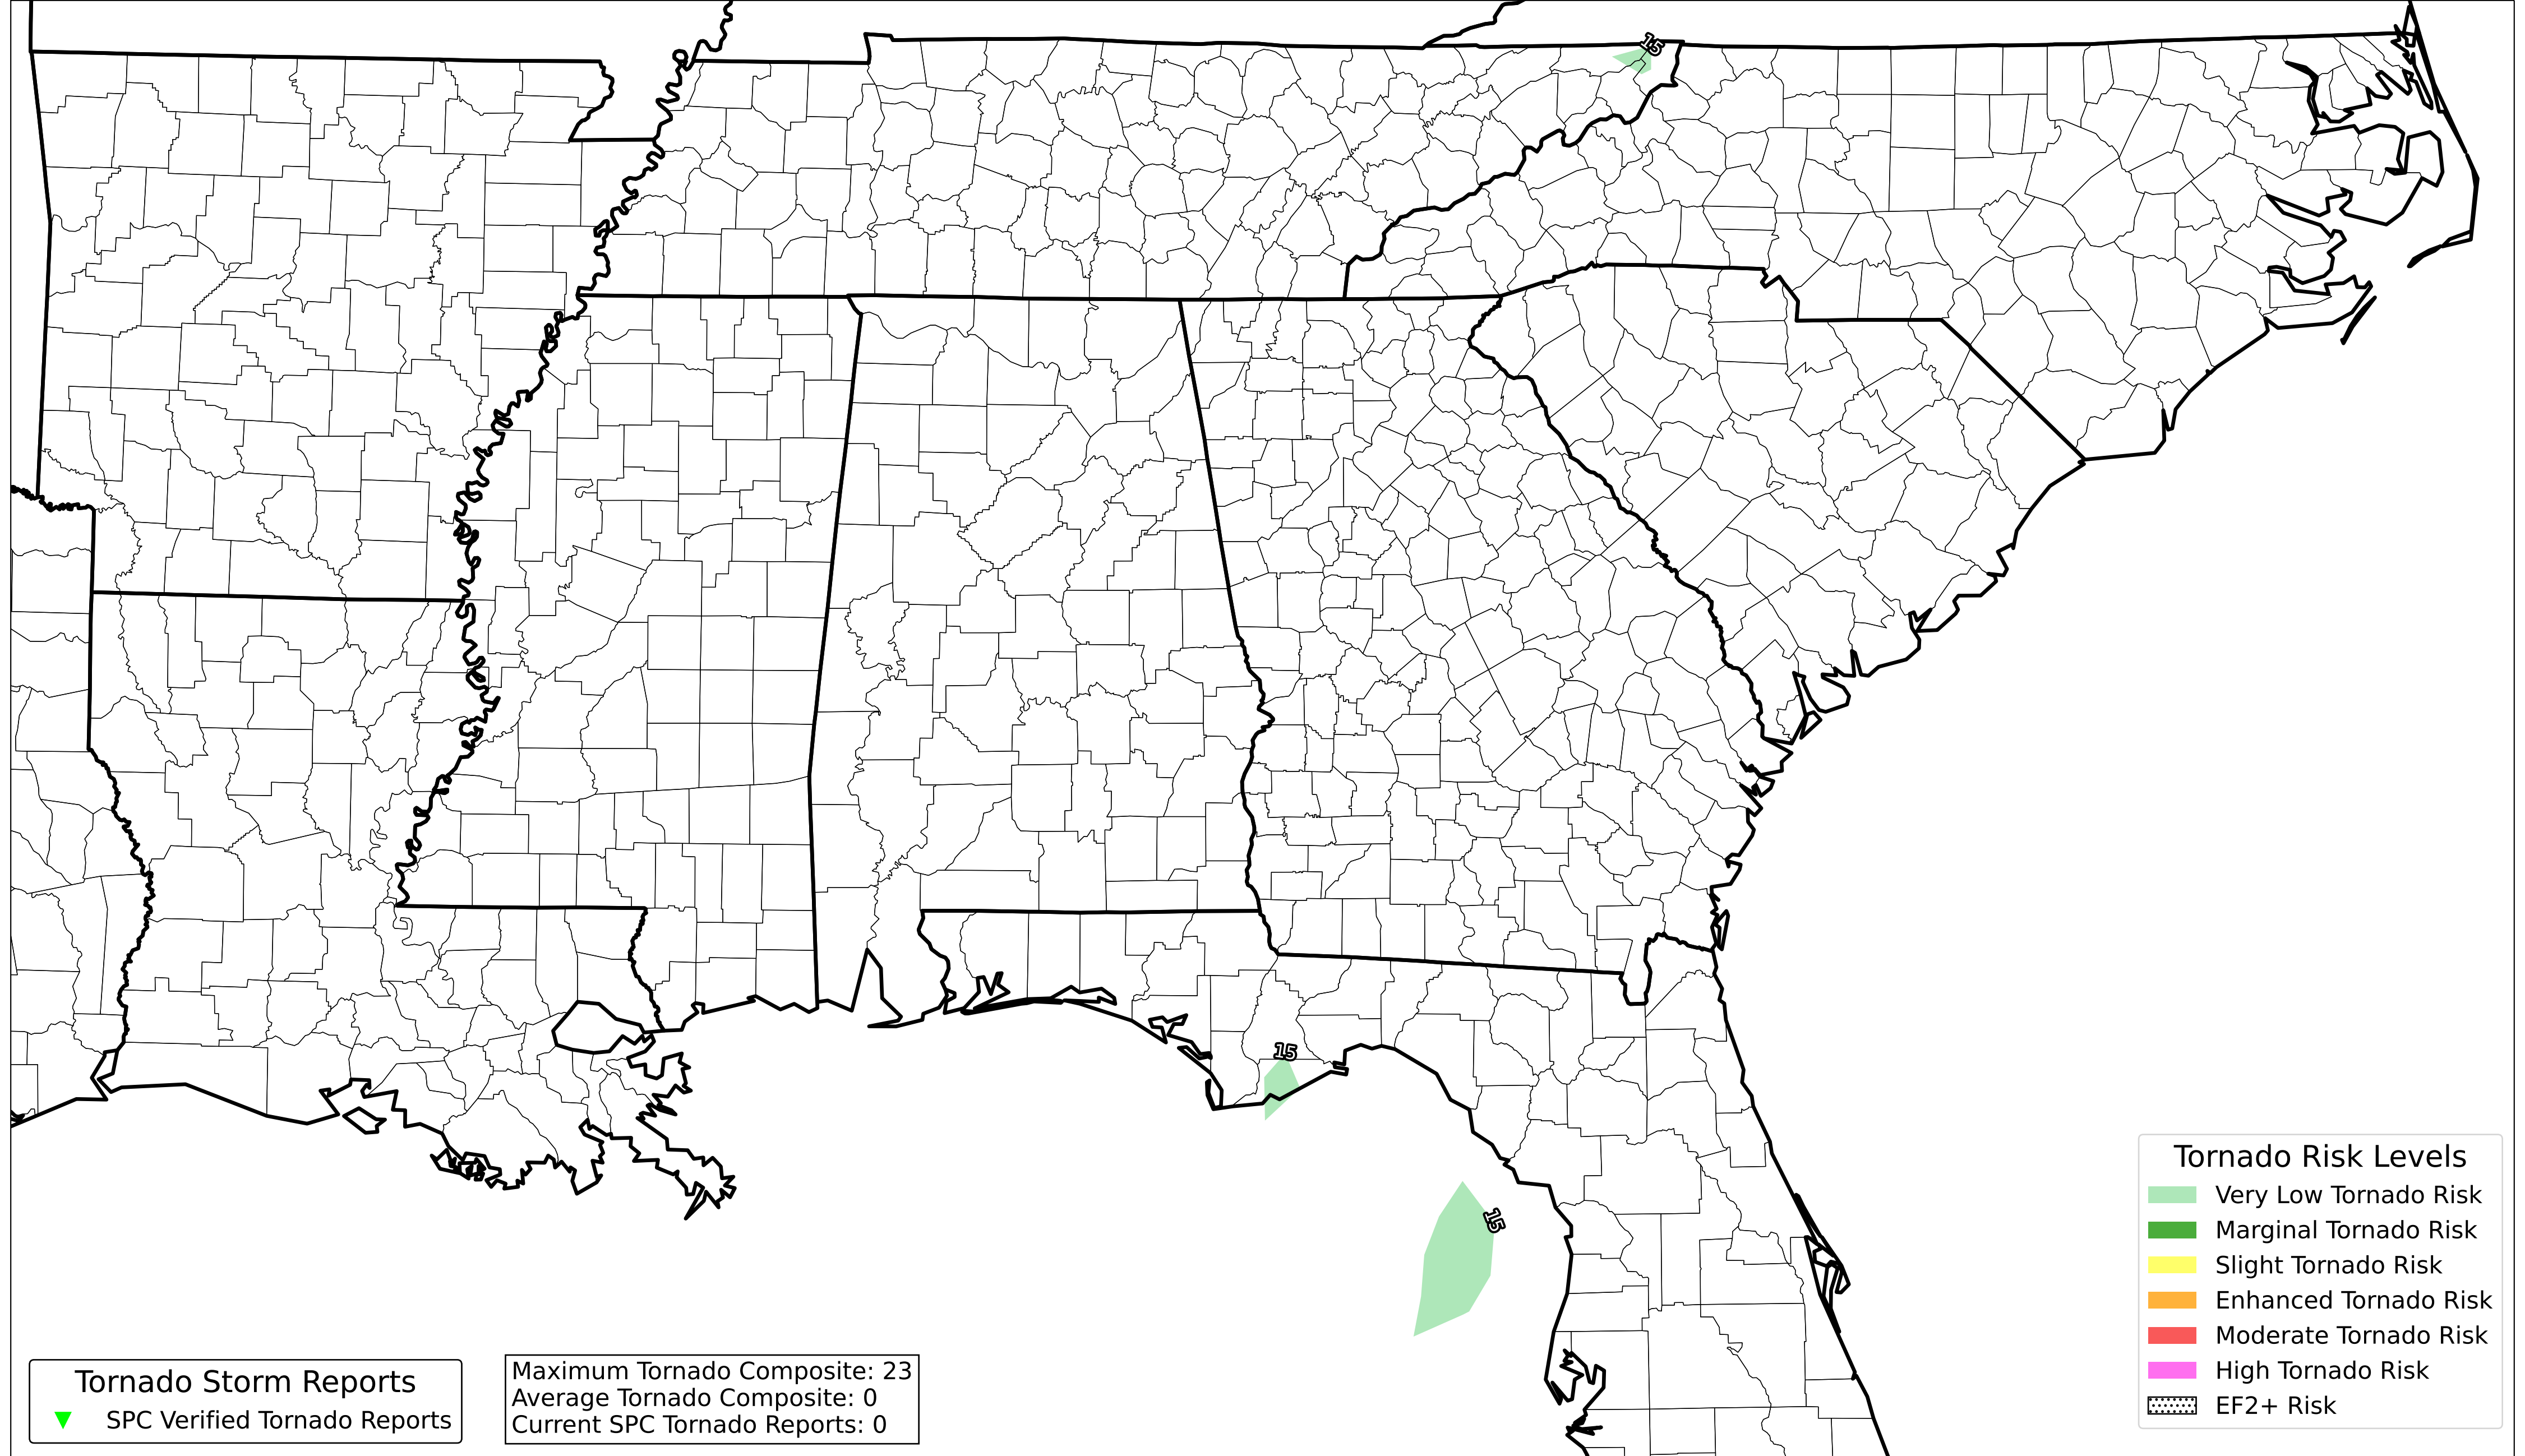 15
15
15
Tornado Risk Levels
Very Low Tornado Risk
Marginal Tornado Risk
Slight Tornado Risk
Enhanced Tornado Risk
Moderate Tornado Risk
High Tornado Risk
EF2+ Risk
Tornado Storm Reports
SPC Verified Tornado Reports
Maximum Tornado Composite: 23
Average Tornado Composite: 0
Current SPC Tornado Reports: 0